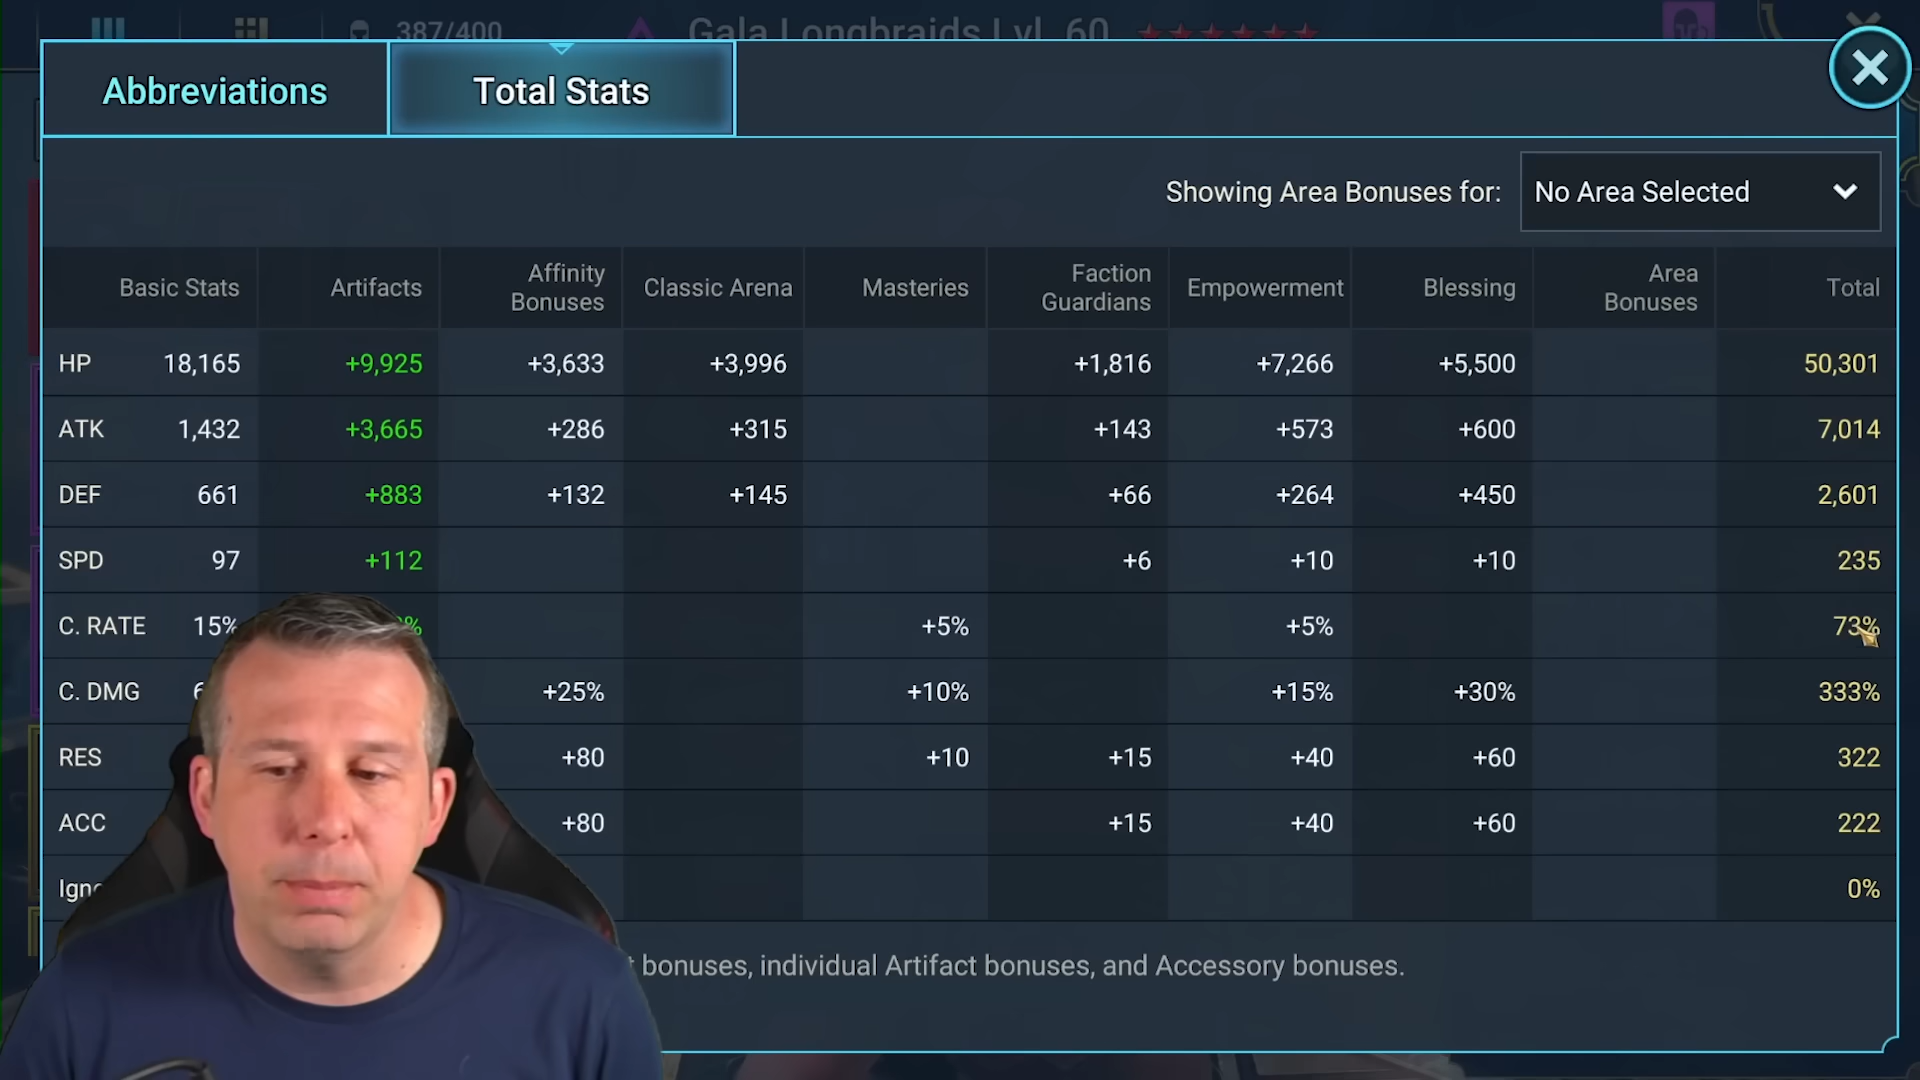 387/400
Gala Longbraids Lvl. 60
Abbreviations
Total Stats
Showing Area Bonuses for:
No Area Selected
Basic Stats
Artifacts
Affinity
Bonuses
Classic Arena
Masteries
Faction
Guardians
Empowerment
Blessing
Area
Bonuses
Total
HP 18,165 +9,925 +3,633 +3,996 +1,816 +7,266 +5,500 50,301
ATK 1,432 +3,665 +286 +315 +143 +573 +600 7,014
DEF 661 +883 +132 +145 +66 +264 +450 2,601
SPD 97 +112 +6 +10 +10 235
C. RATE 15% % +5% +5% 73%
C. DMG 6 +25% +10% +15% +30% 333%
RES +80 +10 +15 +40 +60 322
ACC +80 +15 +40 +60 222
0%
bonuses, individual Artifact bonuses, and Accessory bonuses.